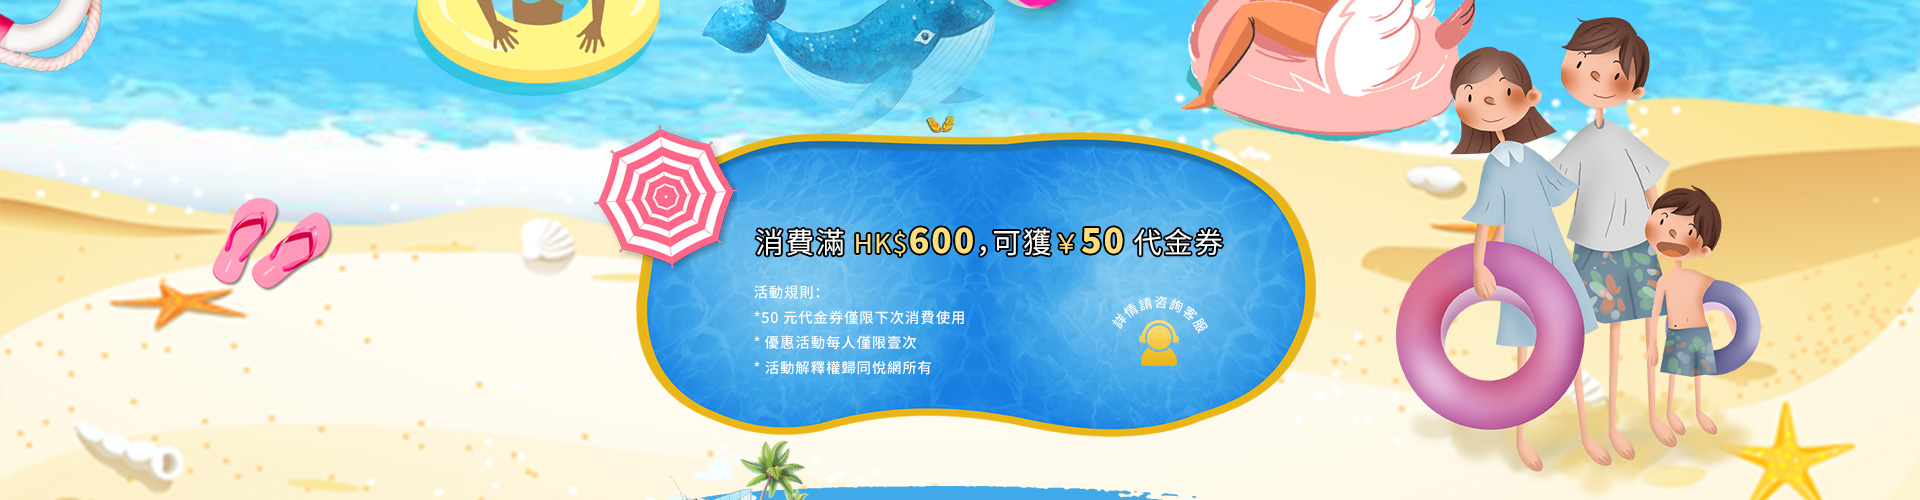 消費滿 HK$600，可獲￥50 代金券
活動規則：
*50 元代金券僅限下次消費使用
* 優惠活動每人僅限壹次
* 活動解釋權歸同悅網所有
詳情請咨詢客服